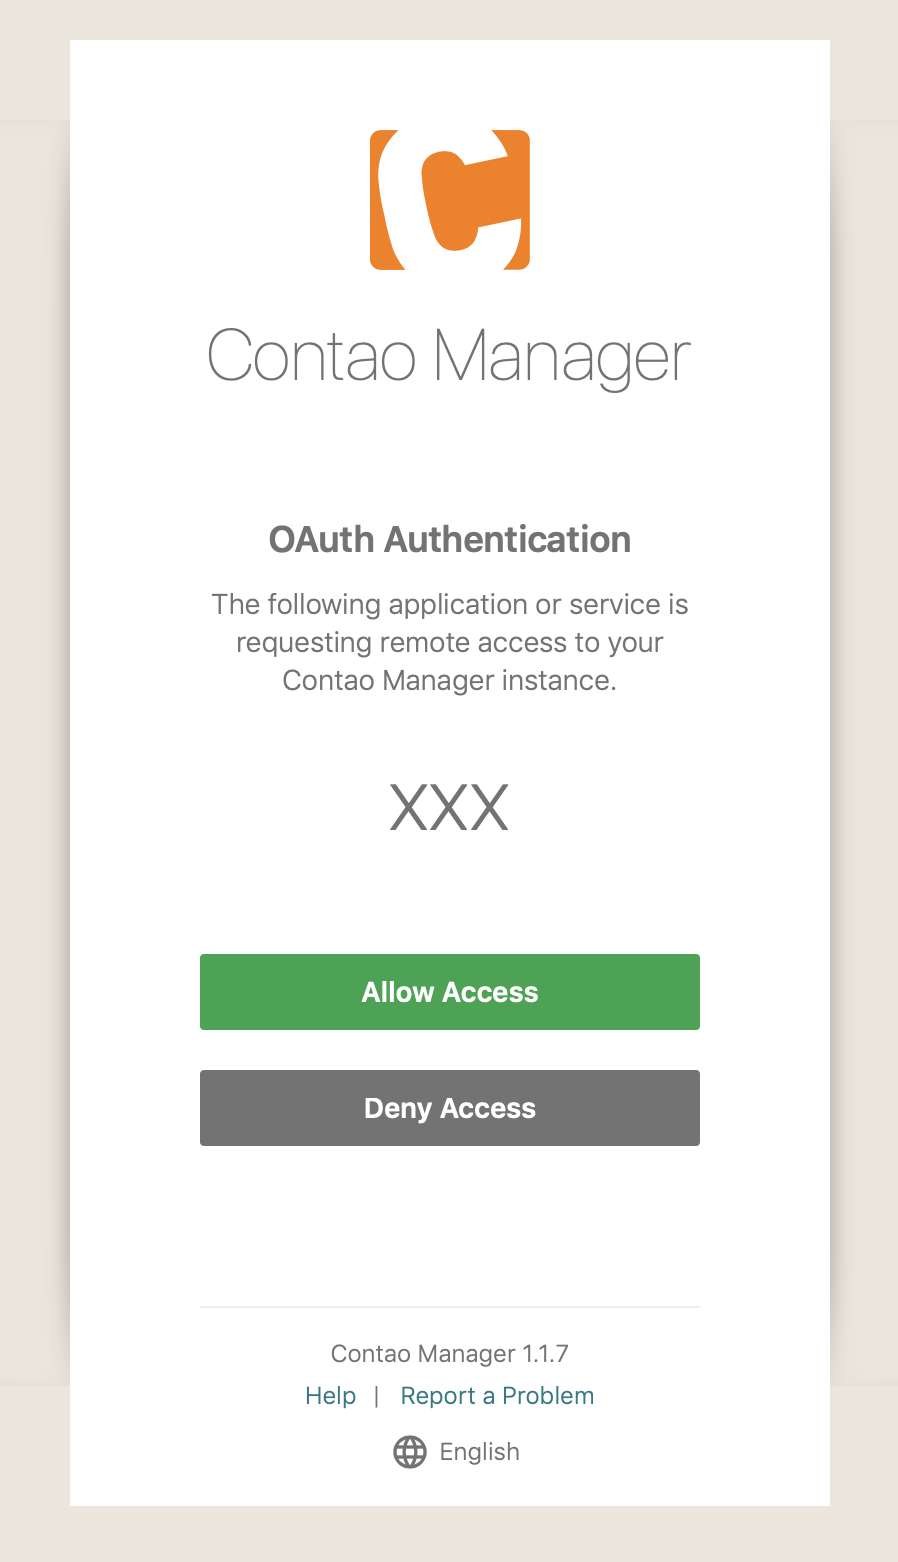 C
Contao Manager
OAuth Authentication
The following application or service is
requesting remote access to your
Contao Manager instance.
XXX
Allow Access
Deny Access
Contao Manager 1.1.7
Help | Report a Problem
English